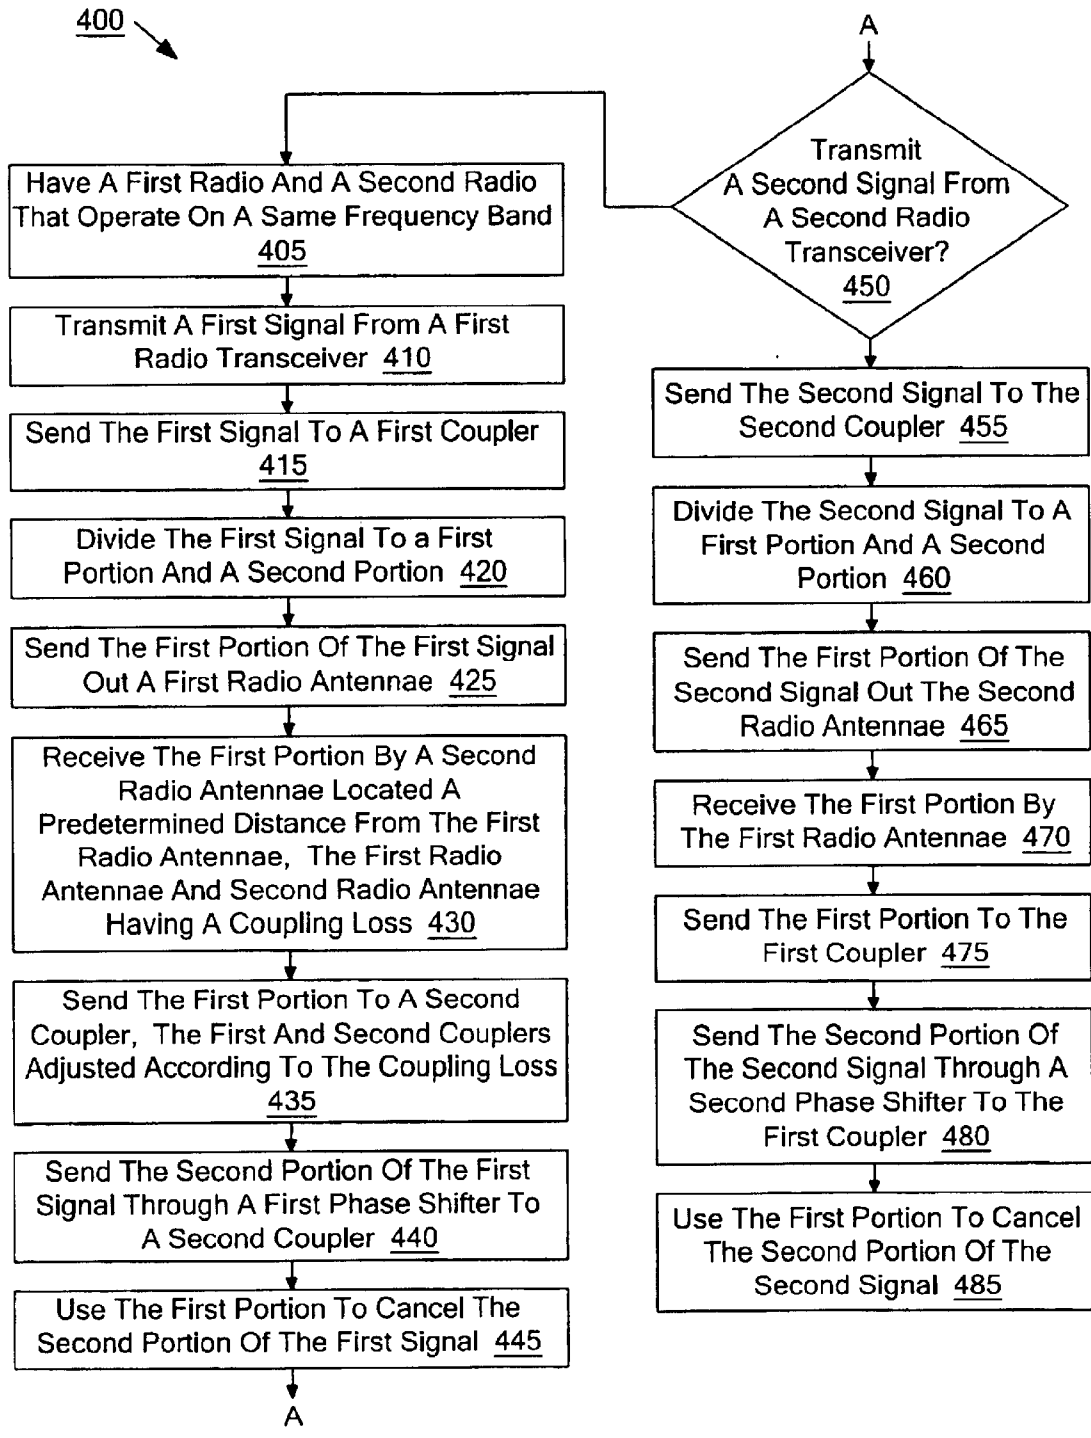 400
Have A First Radio And A Second Radio
That Operate On A Same Frequency Band
405
Transmit A First Signal From A First
Radio Transceiver 410
Send The First Signal To A First Coupler
415
Divide The First Signal To a First
Portion And A Second Portion 420
Send The First Portion Of The First Signal
Out A First Radio Antennae 425
Receive The First Portion By A Second
Radio Antennae Located A
Predetermined Distance From The First
Radio Antennae, The First Radio
Antennae And Second Radio Antennae
Having A Coupling Loss 430
Send The First Portion To A Second
Coupler, The First And Second Couplers
Adjusted According To The Coupling Loss
435
Send The Second Portion Of The First
Signal Through A First Phase Shifter To
A Second Coupler 440
Use The First Portion To Cancel The
Second Portion Of The First Signal 445
A
A
Transmit
A Second Signal From
A Second Radio
Transceiver?
450
Send The Second Signal To The
Second Coupler 455
Divide The Second Signal To A
First Portion And A Second
Portion 460
Send The First Portion Of The
Second Signal Out The Second
Radio Antennae 465
Receive The First Portion By
The First Radio Antennae 470
Send The First Portion To The
First Coupler 475
Send The Second Portion Of
The Second Signal Through A
Second Phase Shifter To The
First Coupler 480
Use The First Portion To Cancel
The Second Portion Of The
Second Signal 485